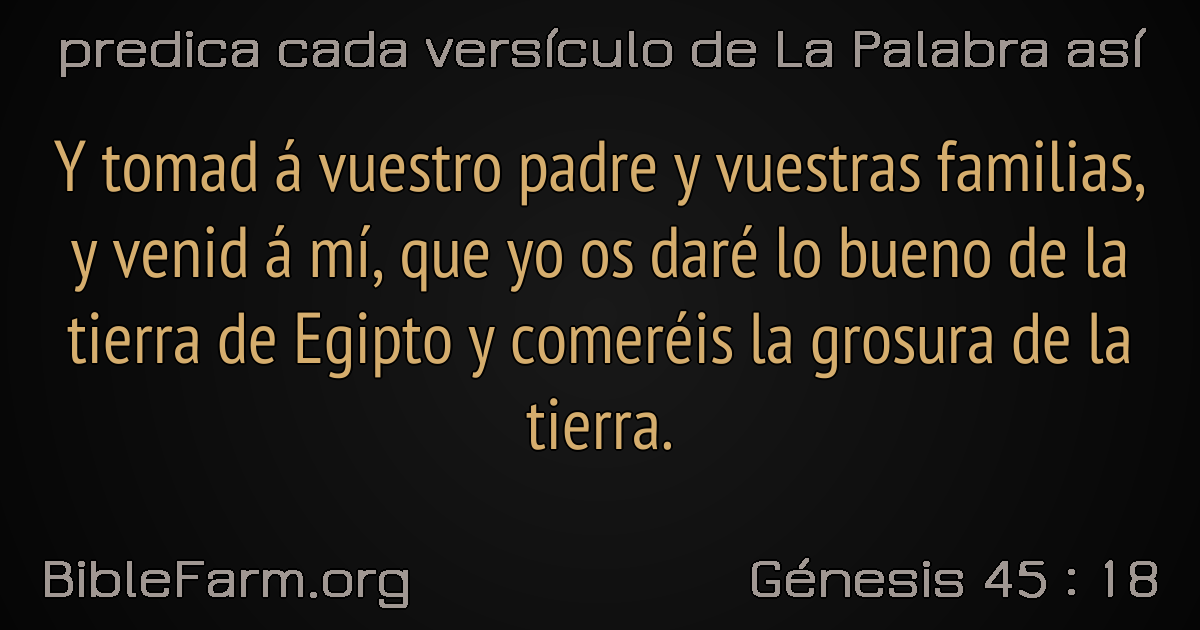 predica cada versículo de La Palabra así
Y tomad á vuestro padre y vuestras familias,
y venid á mí, que yo os daré lo bueno de la
tierra de Egipto y comeréis la grosura de la
tierra.
BibleFarm.org
Génesis 45 : 18